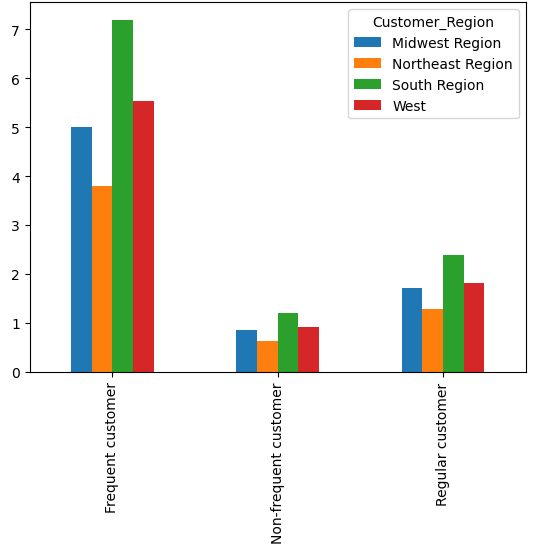 7
6
5
4
3
2
1
0
Customer_Region
Midwest Region
Northeast Region
South Region
West
Frequent customer
Non-frequent customer
Regular customer